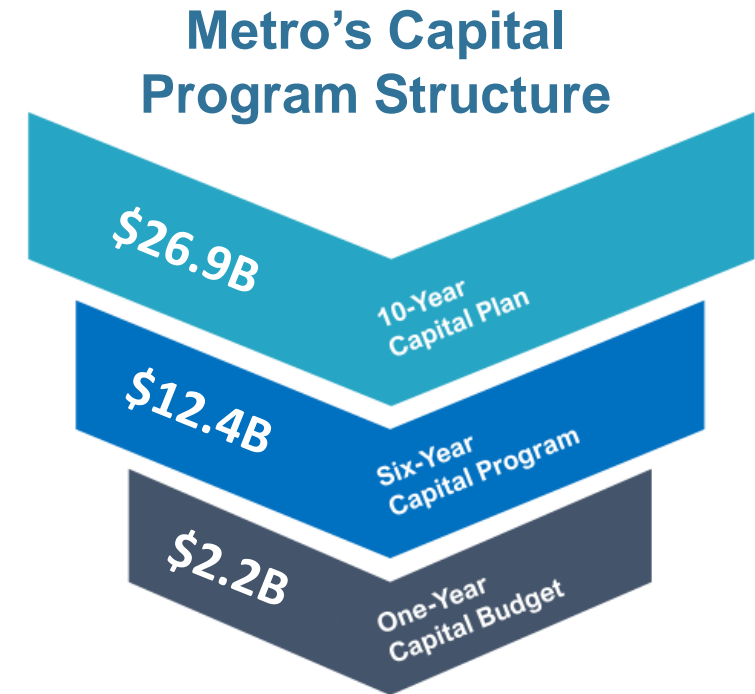 Metro’s Capital
Program Structure
$26.9B
10-Year
Capital Plan
$12.4B
Six-Year
Capital Program
$2.2B
One-Year
Capital Budget